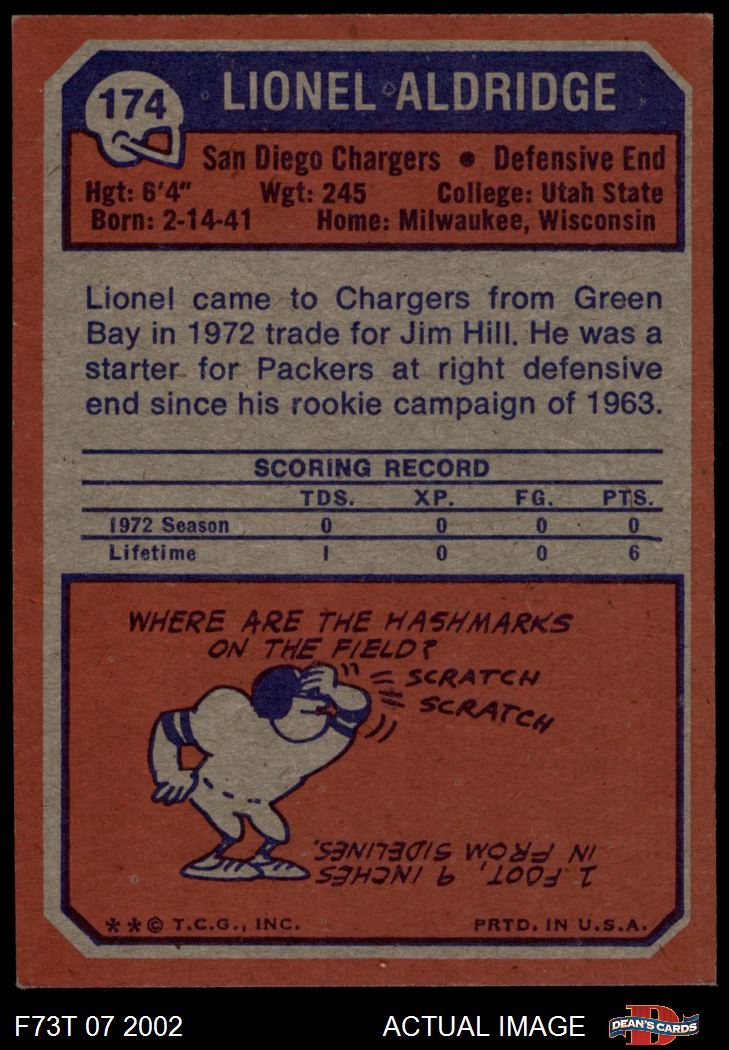 174
LIONEL ALDRIDGE
San Diego Chargers • Defensive End
Hgt: 6'4" Wgt: 245 College: Utah State
Born: 2-14-41 Home: Milwaukee, Wisconsin
Lionel came to Chargers from Green
Bay in 1972 trade for Jim Hill. He was a
starter for Packers at right defensive
end since his rookie campaign of 1963.
SCORING RECORD
TDS. XP. FG. PTS.
1972 Season 0 0 0 0
Lifetime 1 0 0 6
WHERE ARE THE HASHMARKS
ON THE FIELD?
SCRATCH
SCRATCH
1 FOOT, 9 INCHES
IN FROM SIDELINES.
**© T.C.G., INC. PRTD. IN U.S.A.
F73T 07 2002 ACTUAL IMAGE
D
DEAN'S CARDS